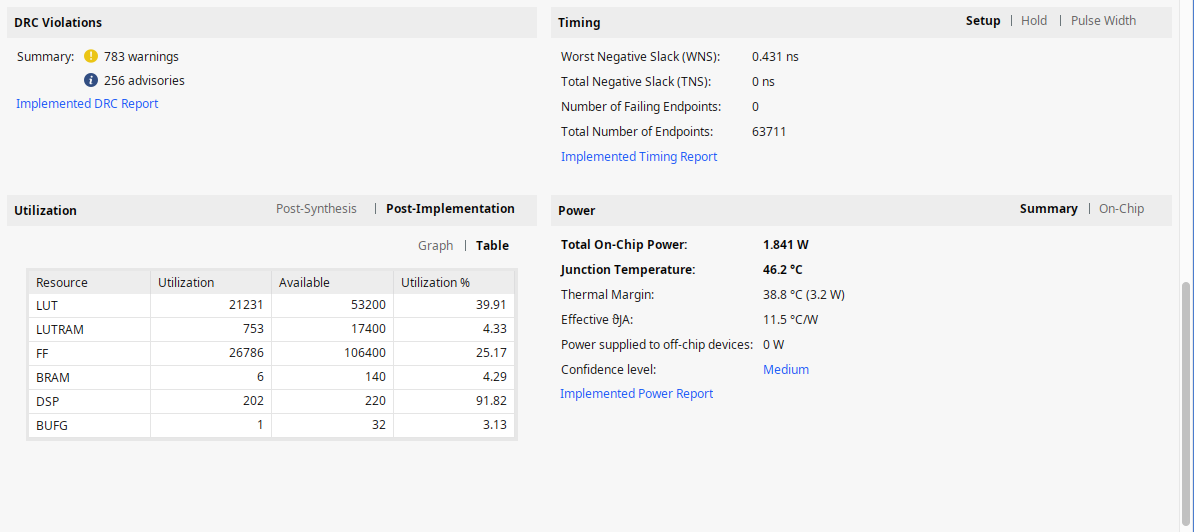 DRC Violations
Summary: 783 warnings
256 advisories
Implemented DRC Report
Timing
Setup | Hold | Pulse Width
Worst Negative Slack (WNS): 0.431 ns
Total Negative Slack (TNS): 0 ns
Number of Failing Endpoints: 0
Total Number of Endpoints: 63711
Implemented Timing Report
Utilization
Post-Synthesis | Post-Implementation
Graph | Table
Resource Utilization Available Utilization %
LUT 21231 53200 39.91
LUTRAM 753 17400 4.33
FF 26786 106400 25.17
BRAM 6 140 4.29
DSP 202 220 91.82
BUFG 1 32 3.13
Power
Summary | On-Chip
Total On-Chip Power: 1.841 W
Junction Temperature: 46.2 °C
Thermal Margin: 38.8 °C (3.2 W)
Effective ϑJA: 11.5 °C/W
Power supplied to off-chip devices: 0 W
Confidence level: Medium
Implemented Power Report